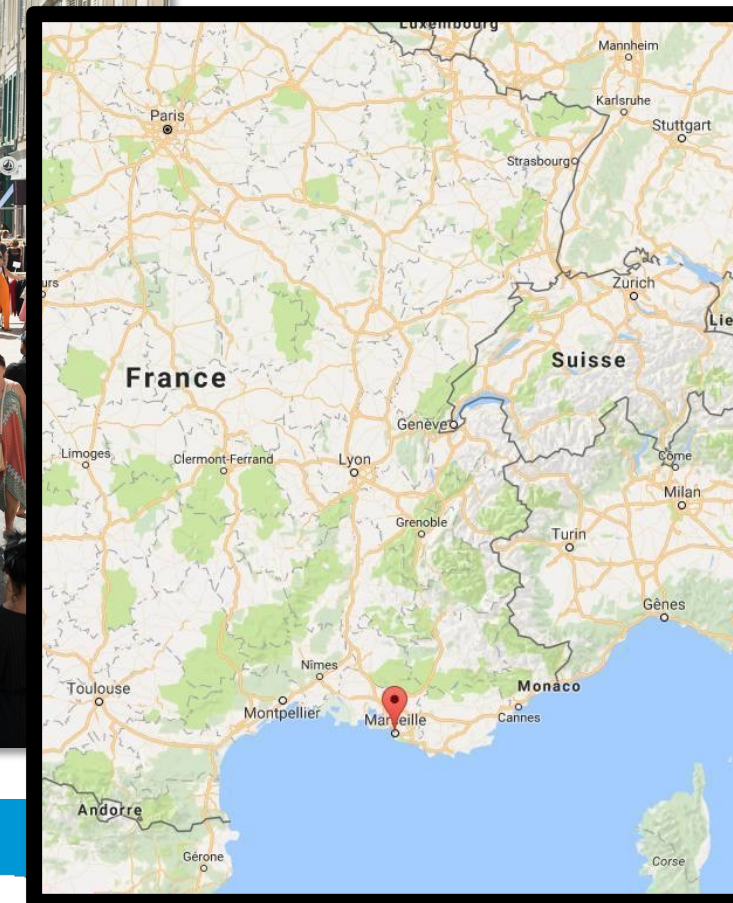 Luxembourg
Mannheim
Karlsruhe
Paris
Stuttgart
Strasbourg
urs
Zurich
Lie
Suisse
France
Genève
Limoges
Clermont-Ferrand
Lyon
Côme
Milan
Grenoble
Turin
Gênes
Nîmes
Toulouse
Monaco
Montpellier
Marseille
Cannes
Andorre
Gérone
Corse